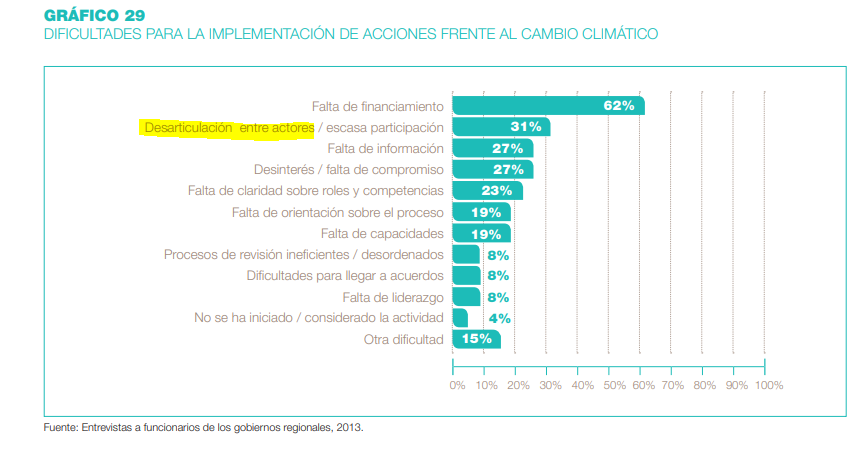 GRÁFICO 29
DIFICULTADES PARA LA IMPLEMENTACIÓN DE ACCIONES FRENTE AL CAMBIO CLIMÁTICO
Falta de financiamiento 62%
Desarticulación entre actores / escasa participación 31%
Falta de información 27%
Desinterés / falta de compromiso 27%
Falta de claridad sobre roles y competencias 23%
Falta de orientación sobre el proceso 19%
Falta de capacidades 19%
Procesos de revisión ineficientes / desordenados 8%
Dificultades para llegar a acuerdos 8%
Falta de liderazgo 8%
No se ha iniciado / considerado la actividad 4%
Otra dificultad 15%
0% 10% 20% 30% 40% 50% 60% 70% 80% 90% 100%
Fuente: Entrevistas a funcionarios de los gobiernos regionales, 2013.